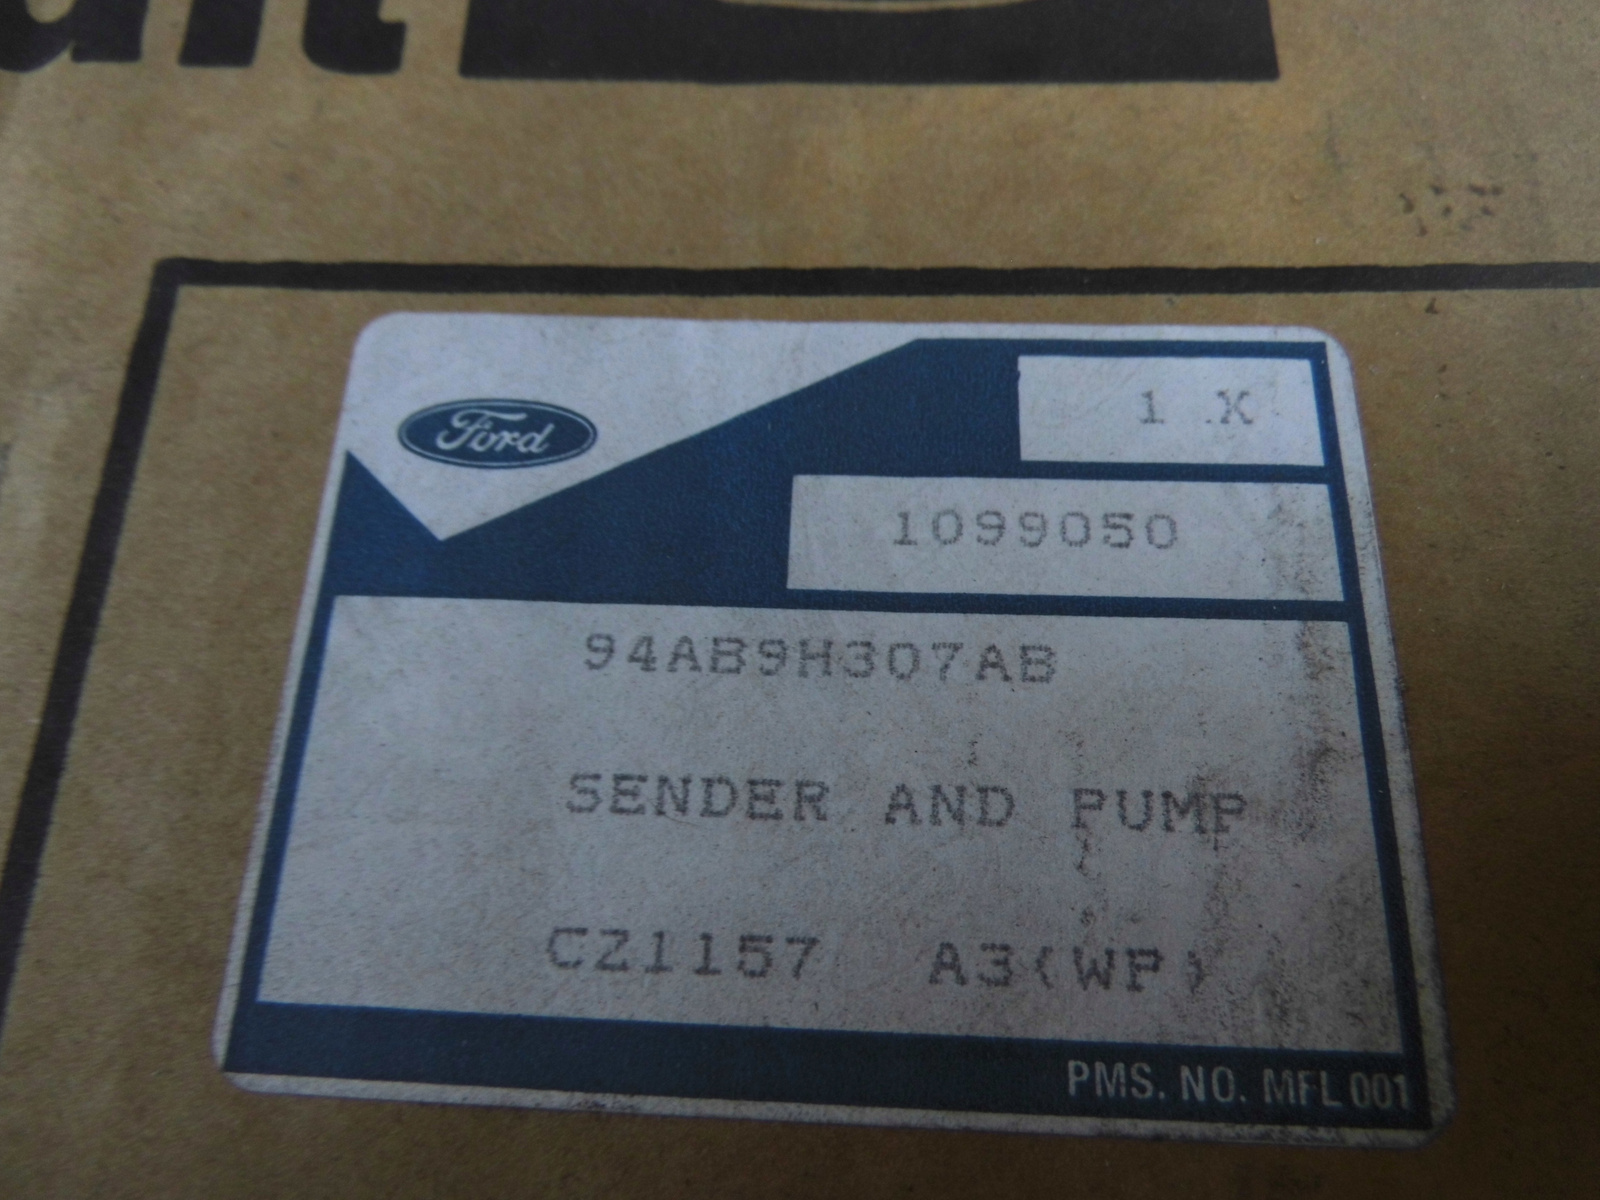 Ford
1 X
1099050
94AB9H307AB
SENDER AND PUMP
CZ1157 A3(WP)
PMS. NO. MFL 001